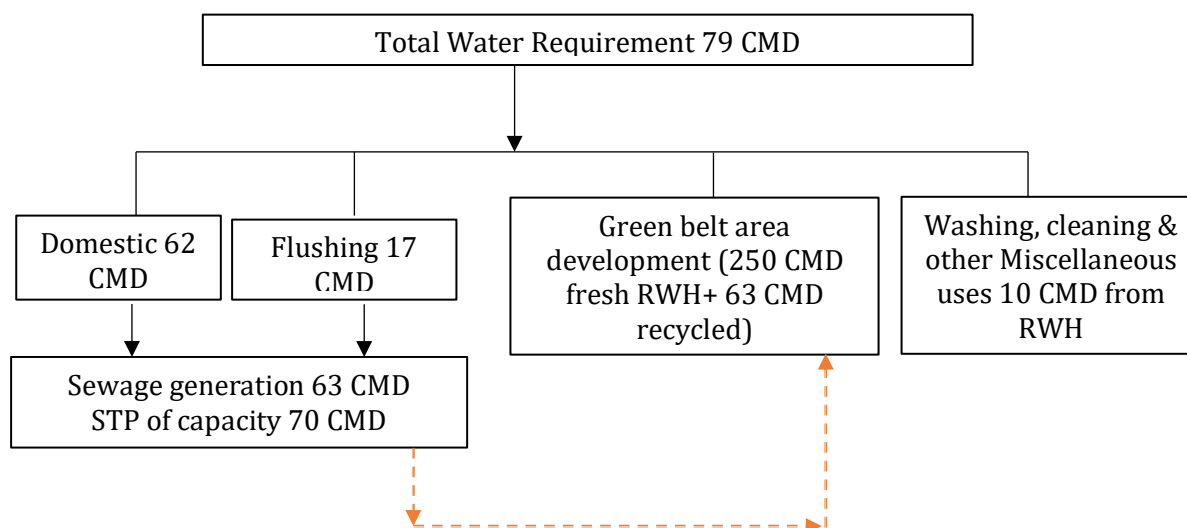 Total Water Requirement 79 CMD
Domestic 62
CMD
Flushing 17
CMD
Green belt area
development (250 CMD
fresh RWH+ 63 CMD
recycled)
Washing, cleaning &
other Miscellaneous
uses 10 CMD from
RWH
Sewage generation 63 CMD
STP of capacity 70 CMD